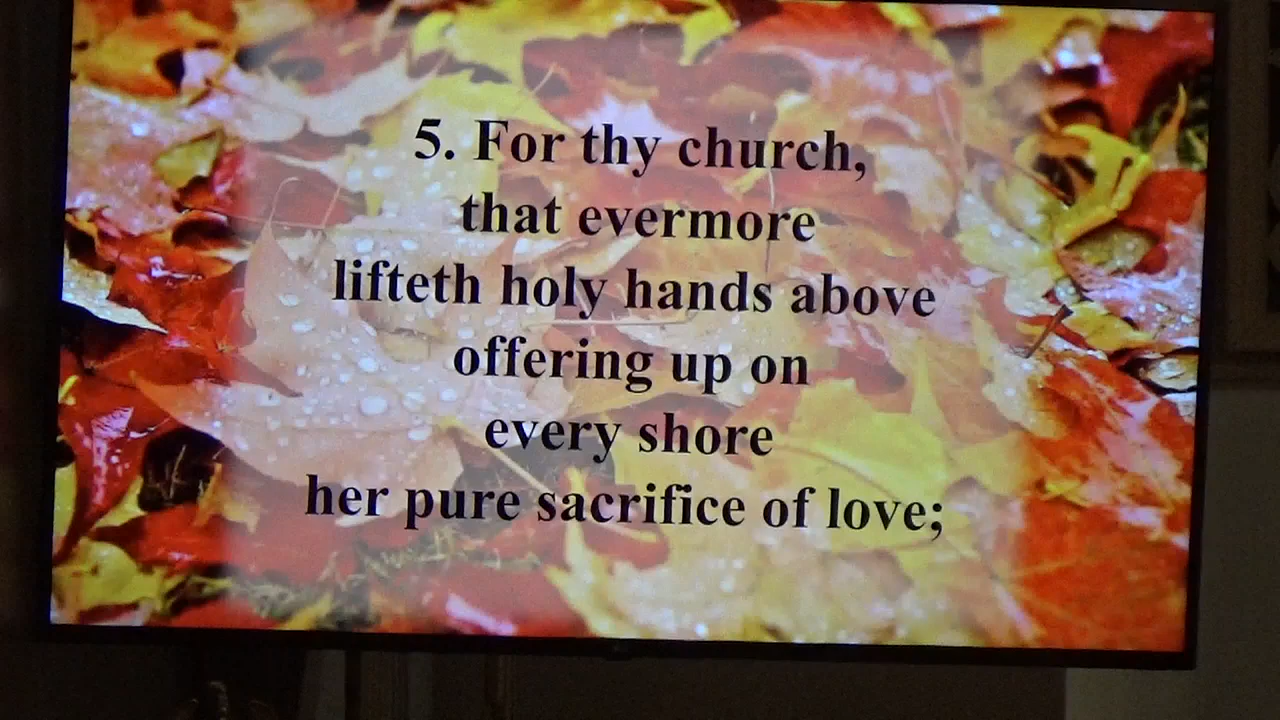 5. For thy church,
that evermore
lifteth holy hands above
offering up on
every shore
her pure sacrifice of love;